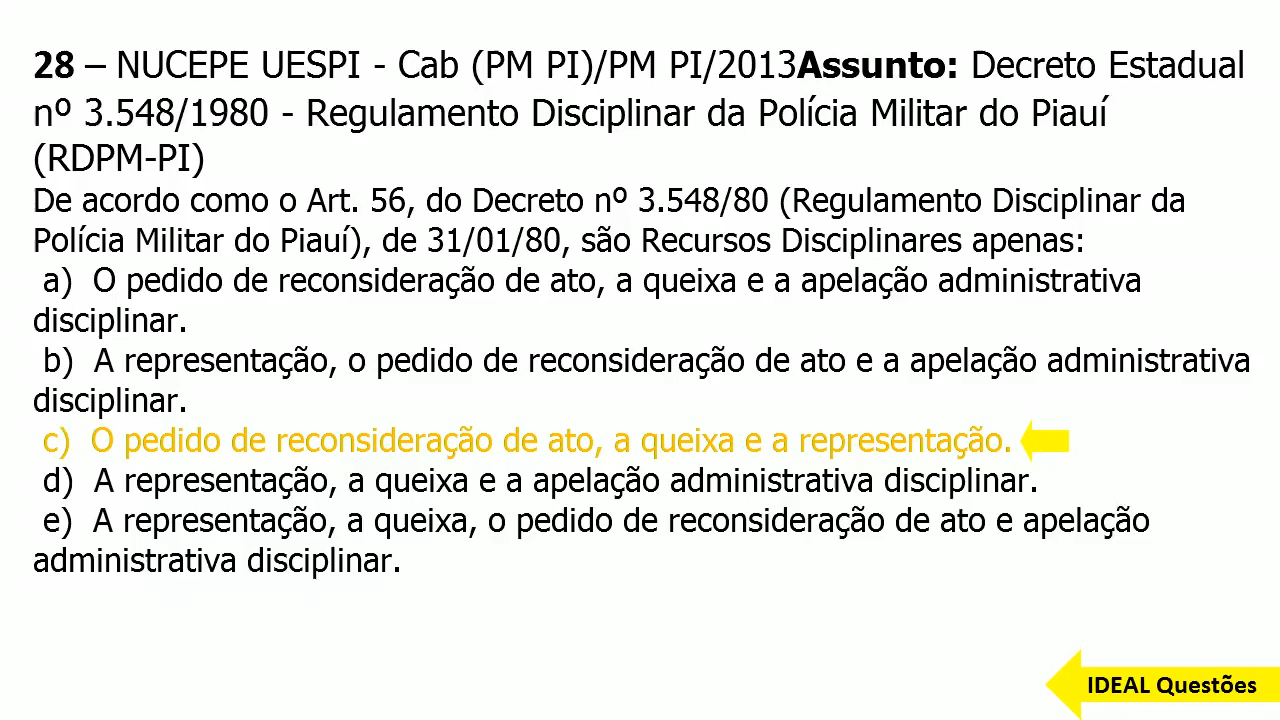 28 – NUCEPE UESPI - Cab (PM PI)/PM PI/2013Assunto: Decreto Estadual
nº 3.548/1980 - Regulamento Disciplinar da Polícia Militar do Piauí
(RDPM-PI)
De acordo como o Art. 56, do Decreto nº 3.548/80 (Regulamento Disciplinar da
Polícia Militar do Piauí), de 31/01/80, são Recursos Disciplinares apenas:
a) O pedido de reconsideração de ato, a queixa e a apelação administrativa
disciplinar.
b) A representação, o pedido de reconsideração de ato e a apelação administrativa
disciplinar.
c) O pedido de reconsideração de ato, a queixa e a representação.
d) A representação, a queixa e a apelação administrativa disciplinar.
e) A representação, a queixa, o pedido de reconsideração de ato e apelação
administrativa disciplinar.
IDEAL Questões